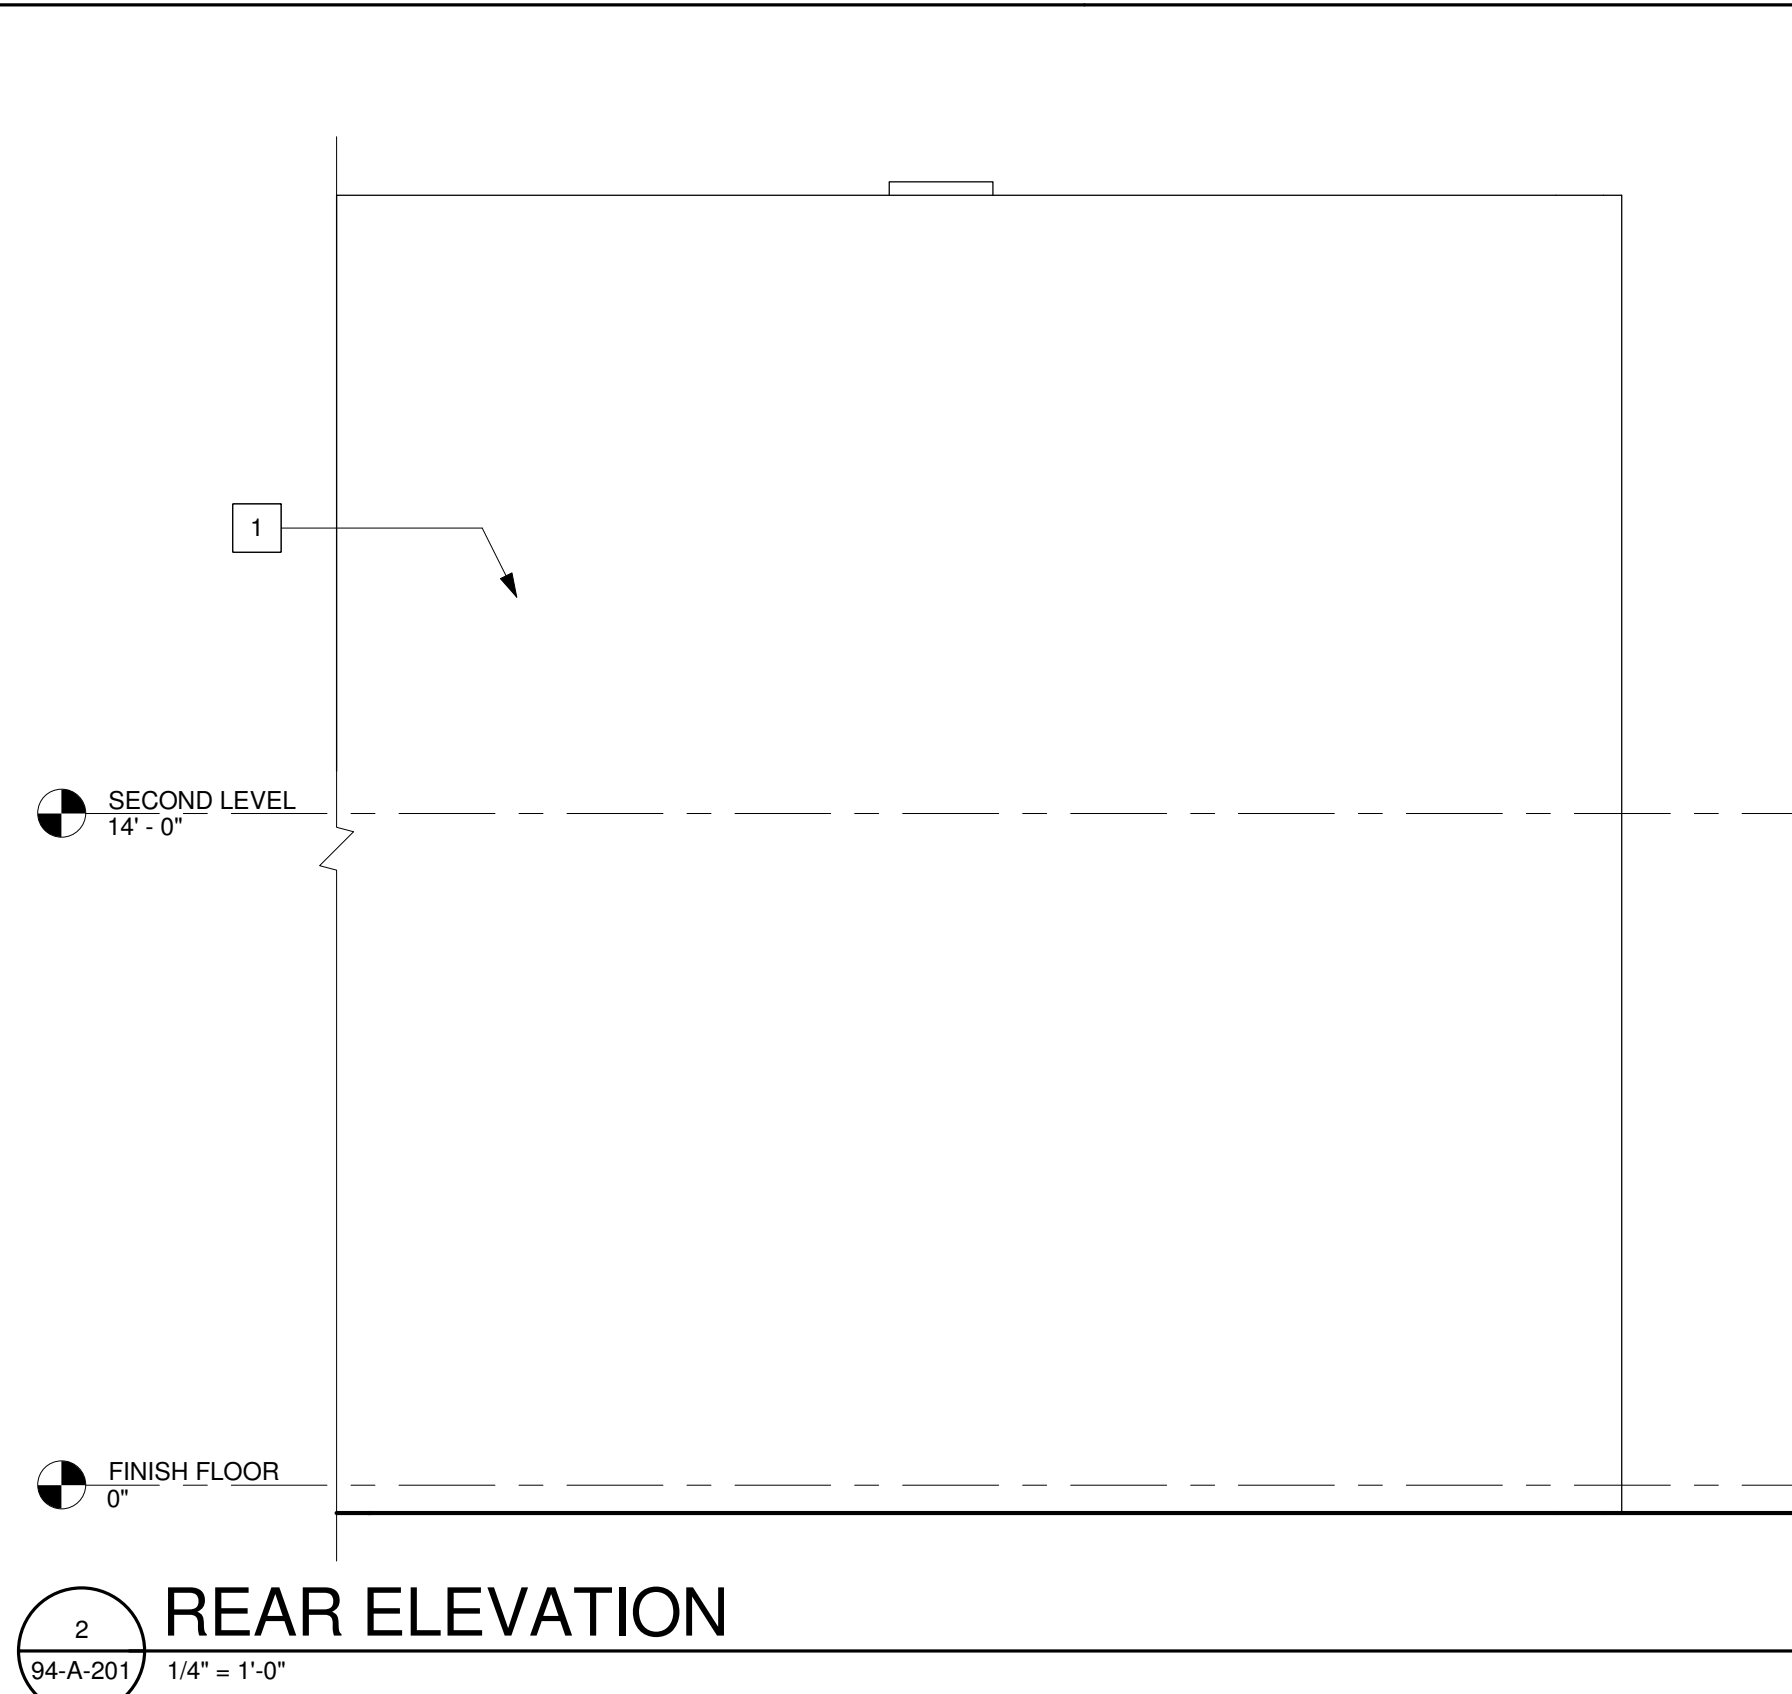 1
SECOND LEVEL
14' - 0"
FINISH FLOOR
0"
2
REAR ELEVATION
94-A-201
1/4" = 1'-0"